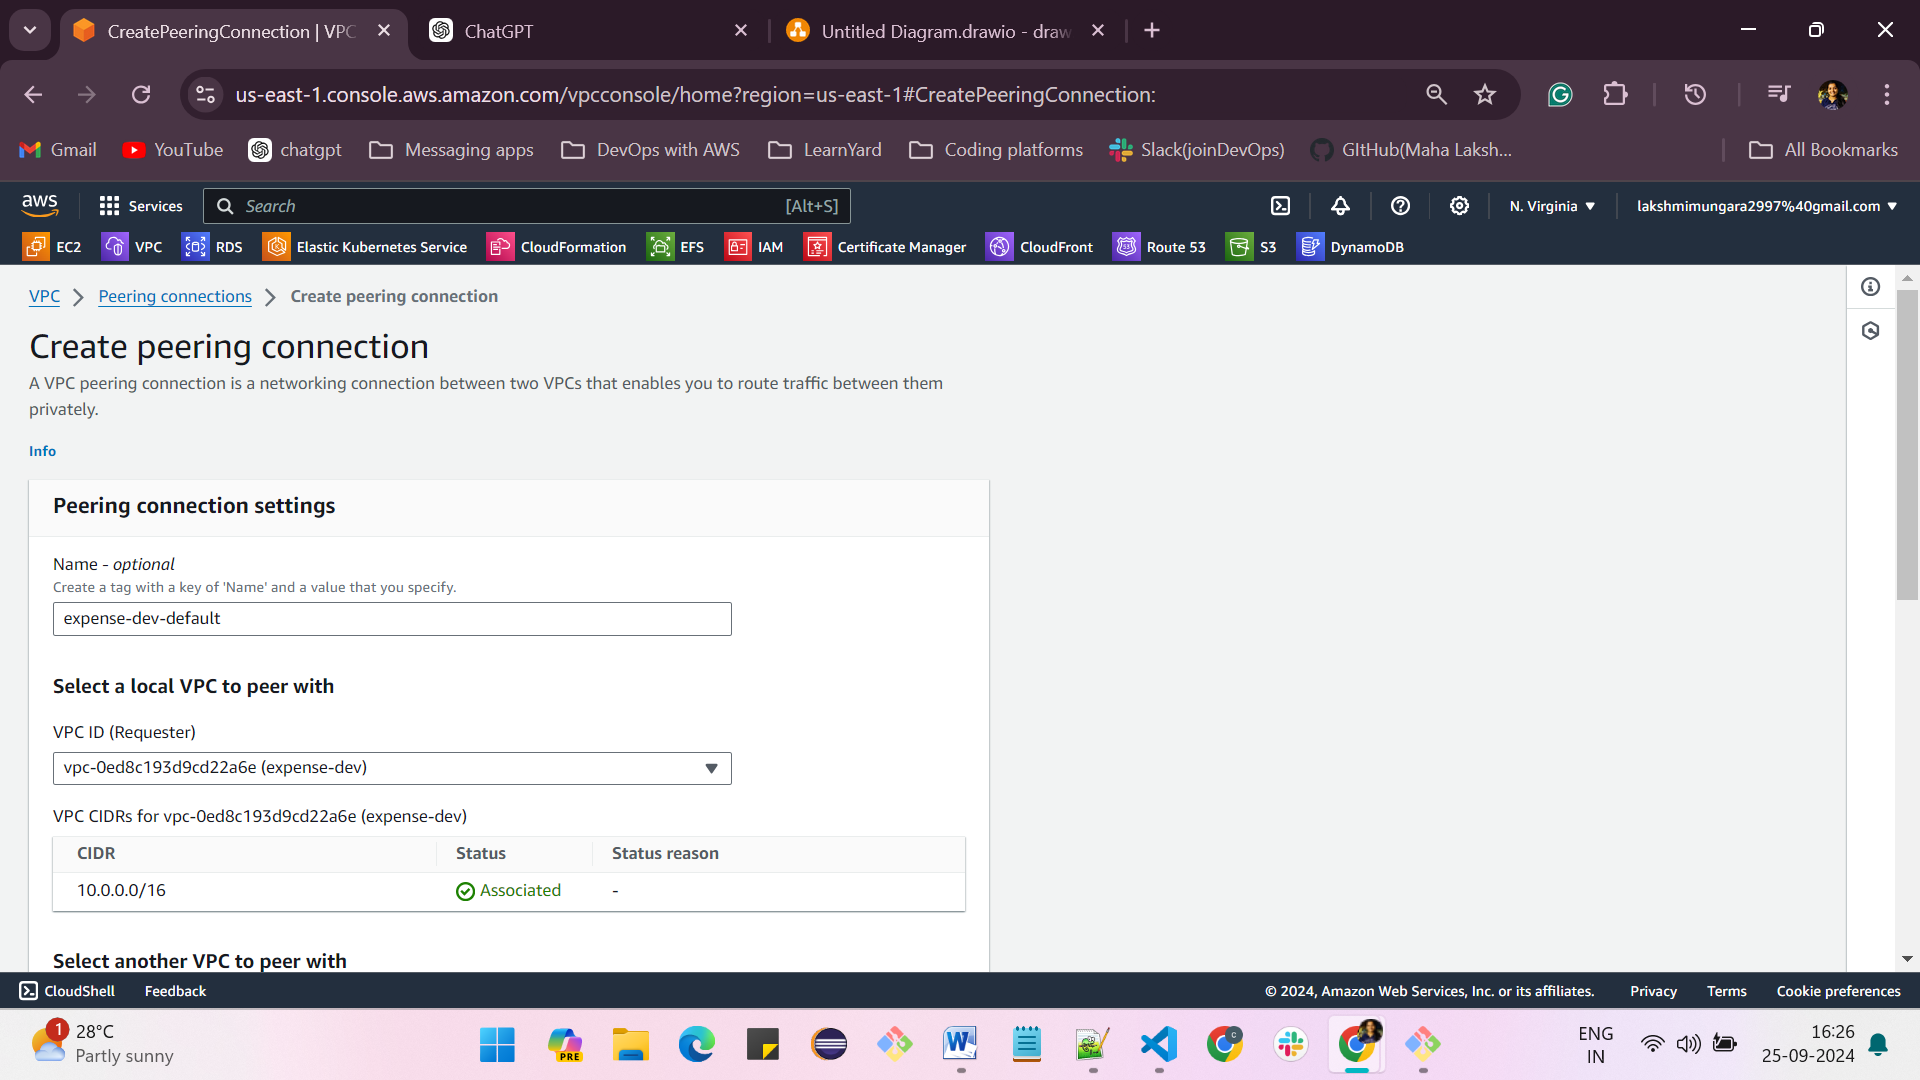 CreatePeeringConnection | VPC
ChatGPT
Untitled Diagram.drawio - draw
us-east-1.console.aws.amazon.com/vpcconsole/home?region=us-east-1#CreatePeeringConnection:
Gmail
YouTube
chatgpt
Messaging apps
DevOps with AWS
LearnYard
Coding platforms
Slack(joinDevOps)
GItHub(Maha Laksh...
All Bookmarks
aws
Services
Search
[Alt+S]
N. Virginia
lakshmimungara2997%40gmail.com
EC2
VPC
RDS
Elastic Kubernetes Service
CloudFormation
EFS
IAM
Certificate Manager
CloudFront
Route 53
S3
DynamoDB
VPC
Peering connections
Create peering connection
Create peering connection
A VPC peering connection is a networking connection between two VPCs that enables you to route traffic between them
privately.
Info
Peering connection settings
Name - optional
Create a tag with a key of 'Name' and a value that you specify.
expense-dev-default
Select a local VPC to peer with
VPC ID (Requester)
vpc-0ed8c193d9cd22a6e (expense-dev)
VPC CIDRs for vpc-0ed8c193d9cd22a6e (expense-dev)
CIDR
Status
Status reason
10.0.0.0/16
Associated
-
Select another VPC to peer with
CloudShell
Feedback
© 2024, Amazon Web Services, Inc. or its affiliates.
Privacy
Terms
Cookie preferences
1
28°C
Partly sunny
PRE
W
C
ENG
IN
16:26
25-09-2024